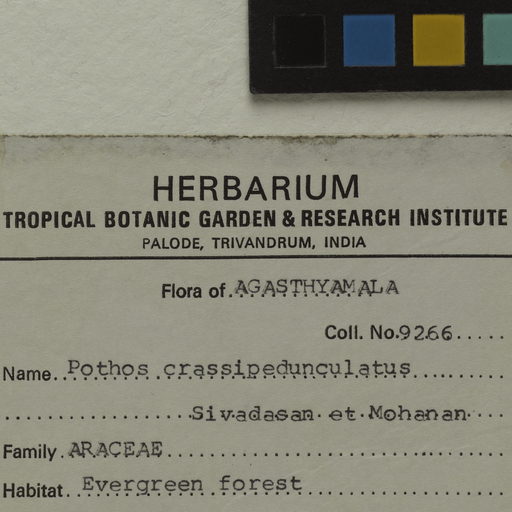 HERBARIUM
TROPICAL BOTANIC GARDEN & RESEARCH INSTITUTE
PALODE, TRIVANDRUM, INDIA
Flora of. AGASTHYAMALA
Coll. No. 9266.....
Name.. Pothos crassipedunculatus
Sivadasan et Mohanan
Family. ARACEAE
Habitat.. Evergreen forest